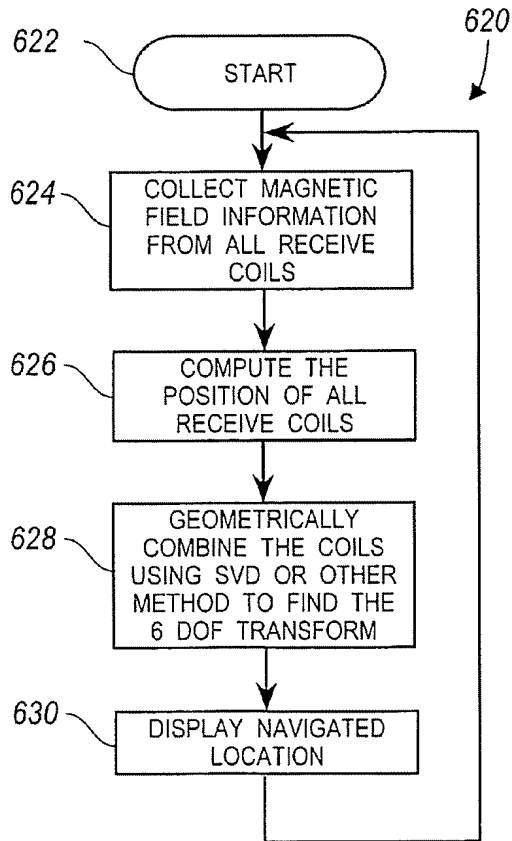 620
622
START
624
COLLECT MAGNETIC
FIELD INFORMATION
FROM ALL RECEIVE
COILS
626
COMPUTE THE
POSITION OF ALL
RECEIVE COILS
628
GEOMETRICALLY
COMBINE THE COILS
USING SVD OR OTHER
METHOD TO FIND THE
6 DOF TRANSFORM
630
DISPLAY NAVIGATED
LOCATION